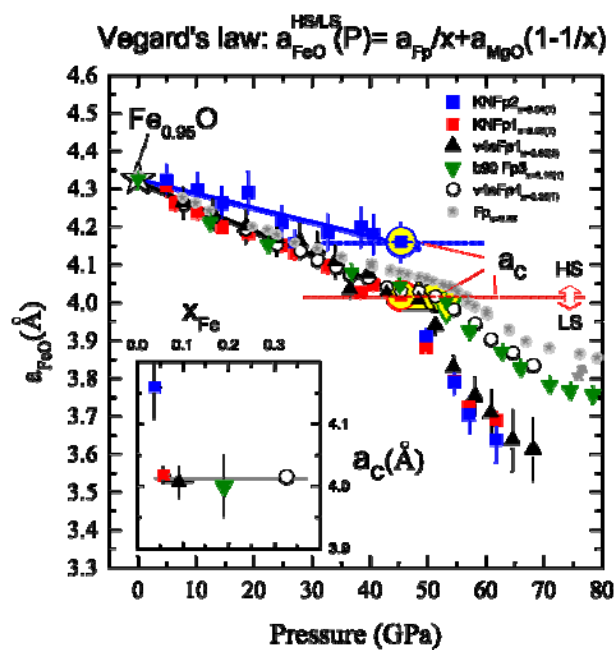 HS/LS
Vegard's law: a_FeO (P)= a_Fp/x+a_MgO(1-1/x)
4.6
4.5
4.4
4.3
4.2
4.1
4.0
3.9
3.8
3.7
3.6
3.5
3.4
3.3
a_FeO(Å)
Fe0.95O
KNFp2
KNFp1
v4sFp1
b90 Fp3
v4sFp4
Fp
a_c
HS
LS
x_Fe
0.0 0.1 0.2 0.3
4.1
4.0
3.9
a_c(Å)
0 10 20 30 40 50 60 70 80
Pressure (GPa)